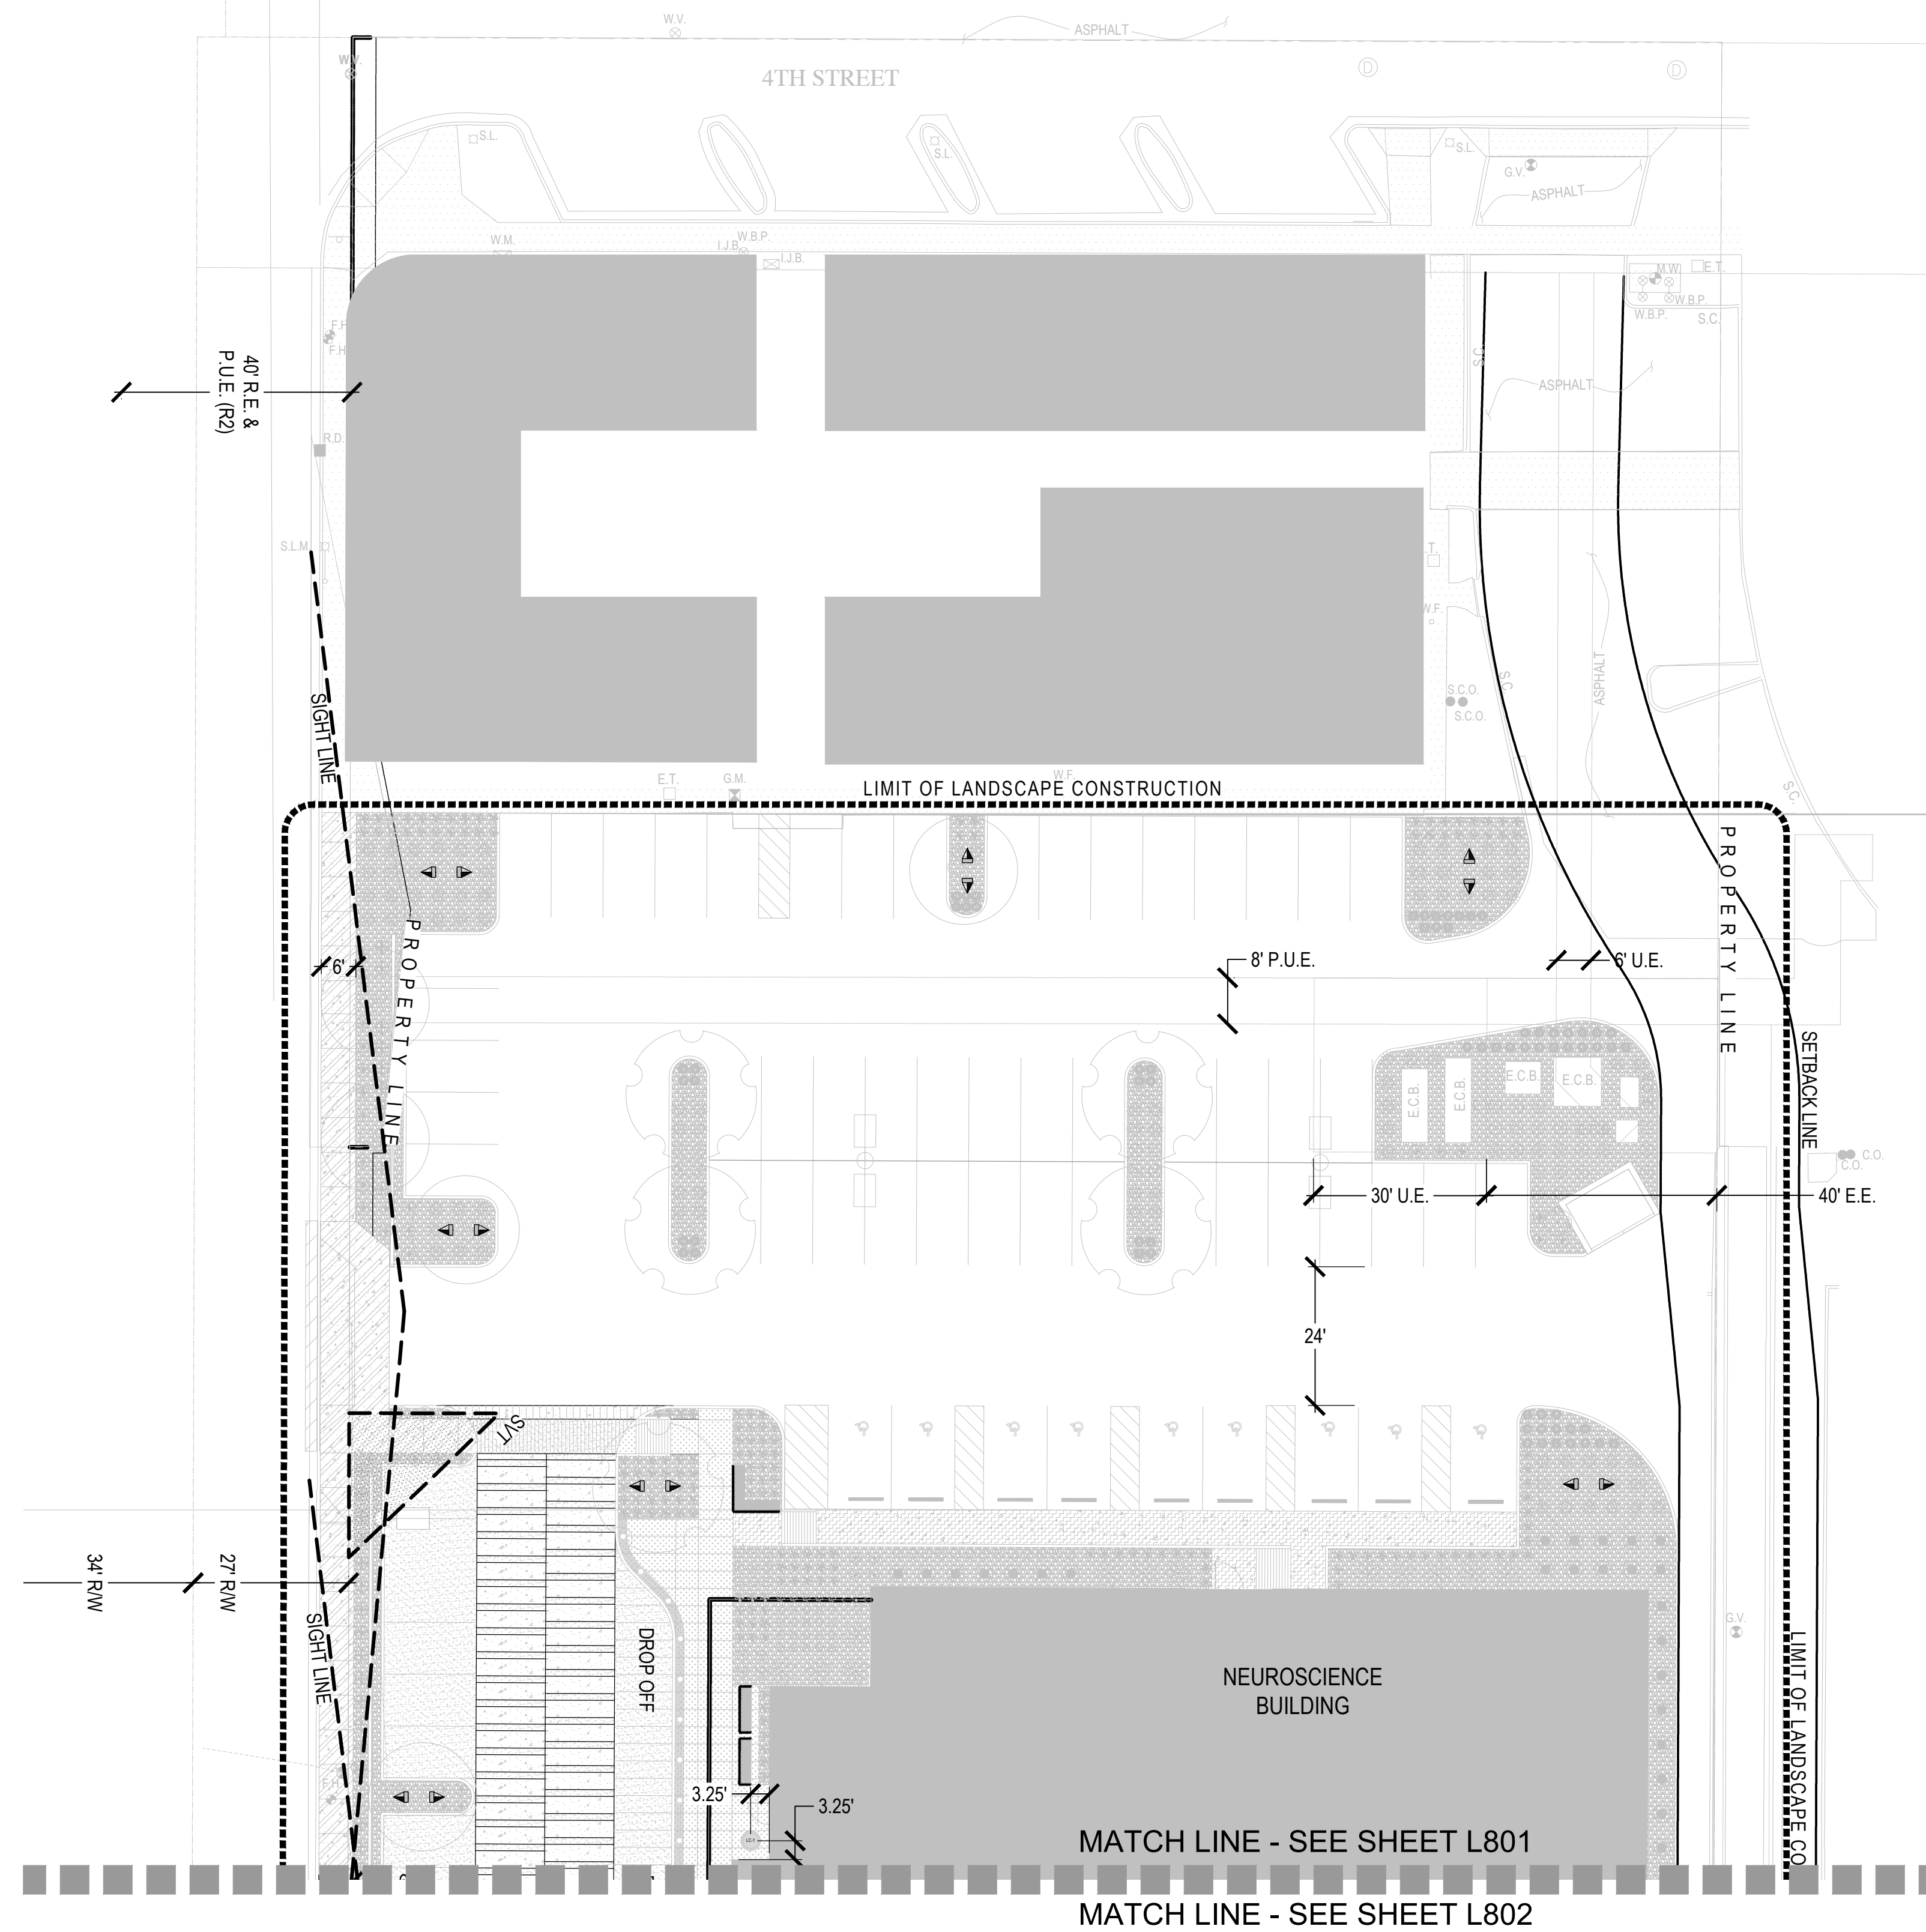 W.V.
ASPHALT
W.V.
4TH STREET
D
D
S.L.
S.L.
S.L.
G.V.
ASPHALT
W.M.
W.B.P.
I.J.B.
I.J.B.
M.W.
E.T.
W.B.P.
W.B.P.
S.C.
F.H
F.H
S.C.
40' R.E. &
P.U.E. (R2)
ASPHALT
R.D.
S.L.M
.T.
W.F.
SIGHT LINE
S.C.
ASPHALT
S.C.O.
S.C.O.
E.T.
G.M.
W.F.
LIMIT OF LANDSCAPE CONSTRUCTION
S.C.
PROPERTY LINE
PROPERTY LINE
6'
8' P.U.E.
6' U.E.
SETBACK LINE
E.C.B.
E.C.B.
E.C.B.
E.C.B.
C.O.
C.O.
30' U.E.
40' E.E.
24'
SVT
34' R/W
27' R/W
SIGHT LINE
DROP OFF
G.V.
LIMIT OF LANDSCAPE CO
NEUROSCIENCE
BUILDING
F.H
3.25'
3.25'
LC-1
MATCH LINE - SEE SHEET L801
MATCH LINE - SEE SHEET L802